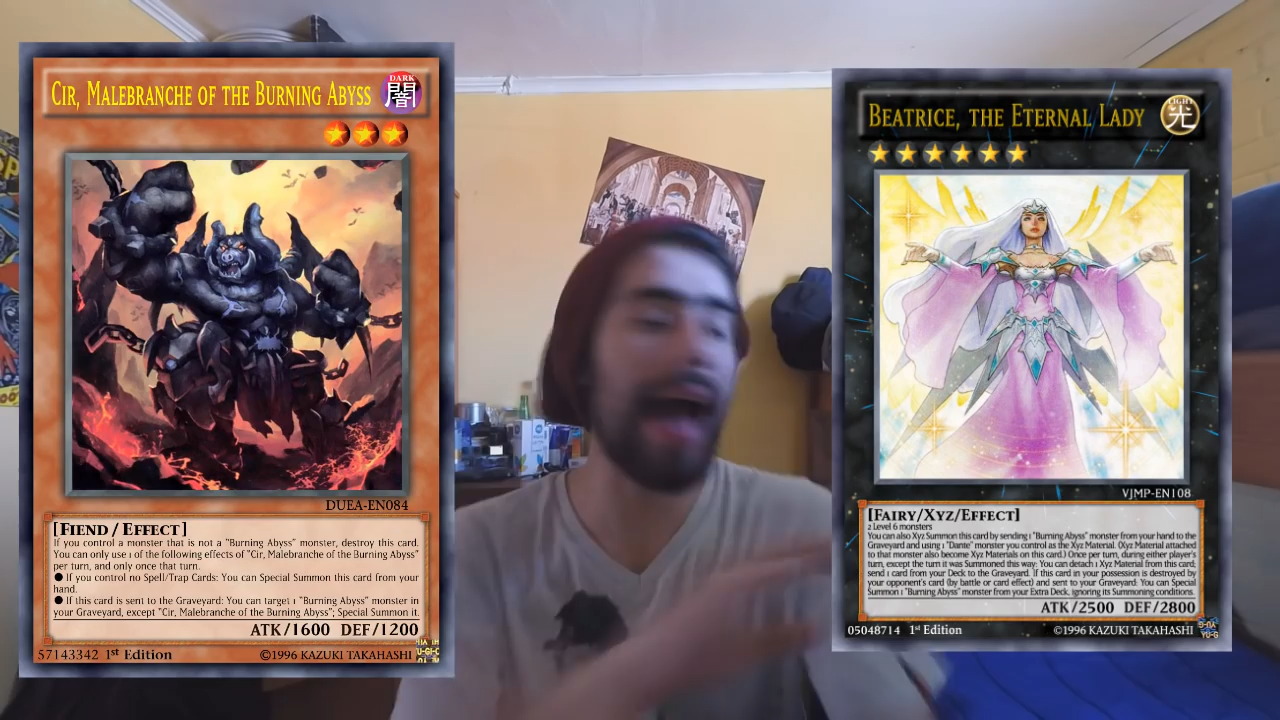 CIR, MALEBRANCHE OF THE BURNING ABYSS
DARK
闇
DUEA-EN084
[FIEND / EFFECT]
If you control a monster that is not a "Burning Abyss" monster, destroy this card.
You can only use 1 of the following effects of "Cir, Malebranche of the Burning Abyss"
per turn, and only once that turn.
● If you control no Spell/Trap Cards: You can Special Summon this card from your
hand.
● If this card is sent to the Graveyard: You can target 1 "Burning Abyss" monster in
your Graveyard, except "Cir, Malebranche of the Burning Abyss"; Special Summon it.
ATK/1600 DEF/1200
57143342 1st Edition ©1996 KAZUKI TAKAHASHI
BEATRICE, THE ETERNAL LADY
LIGHT
光
VJMP-EN108
[FAIRY/XYZ/EFFECT]
2 Level 6 monsters
You can also Xyz Summon this card by sending 1 "Burning Abyss" monster from your hand to the
Graveyard and using 1 "Dante" monster you control as the Xyz Material. (Xyz Material attached
to that monster also become Xyz Materials on this card.) Once per turn, during either player's
turn, except the turn it was Summoned this way: You can detach 1 Xyz Material from this card;
send 1 card from your Deck to the Graveyard. If this card in your possession is destroyed by
your opponent's card (by battle or card effect) and sent to your Graveyard: You can Special
Summon 1 "Burning Abyss" monster from your Extra Deck, ignoring its Summoning conditions.
ATK/2500 DEF/2800
05048714 1st Edition ©1996 KAZUKI TAKAHASHI